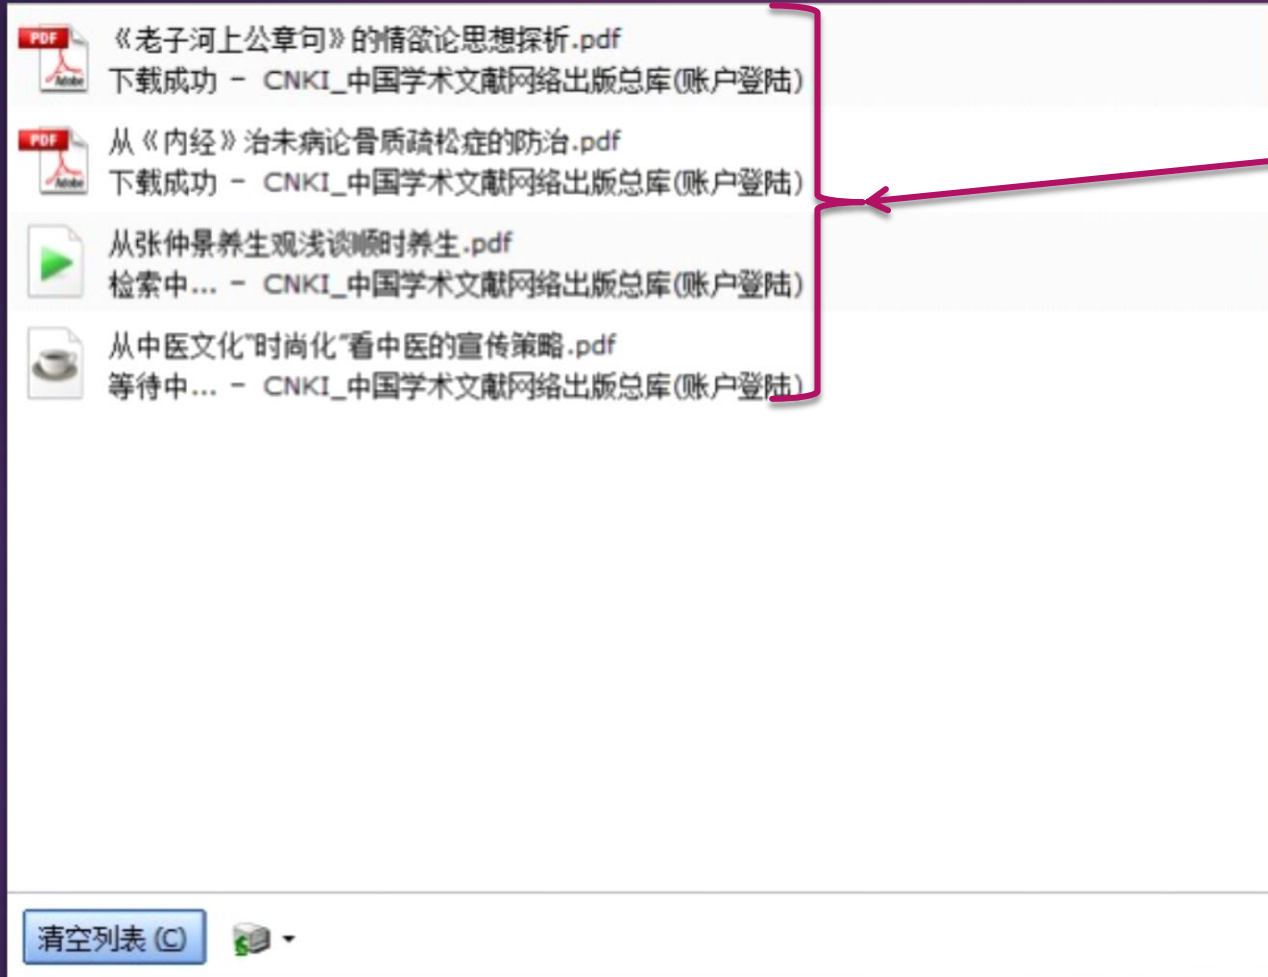 《老子河上公章句》的情欲论思想探析.pdf
下载成功 - CNKI_中国学术文献网络出版总库(账户登陆)
从《内经》治未病论骨质疏松症的防治.pdf
下载成功 - CNKI_中国学术文献网络出版总库(账户登陆)
从张仲景养生观浅谈顺时养生.pdf
检索中... - CNKI_中国学术文献网络出版总库(账户登陆)
从中医文化"时尚化"看中医的宣传策略.pdf
等待中... - CNKI_中国学术文献网络出版总库(账户登陆)
清空列表(C)
PDF
Adobe
PDF
Adobe